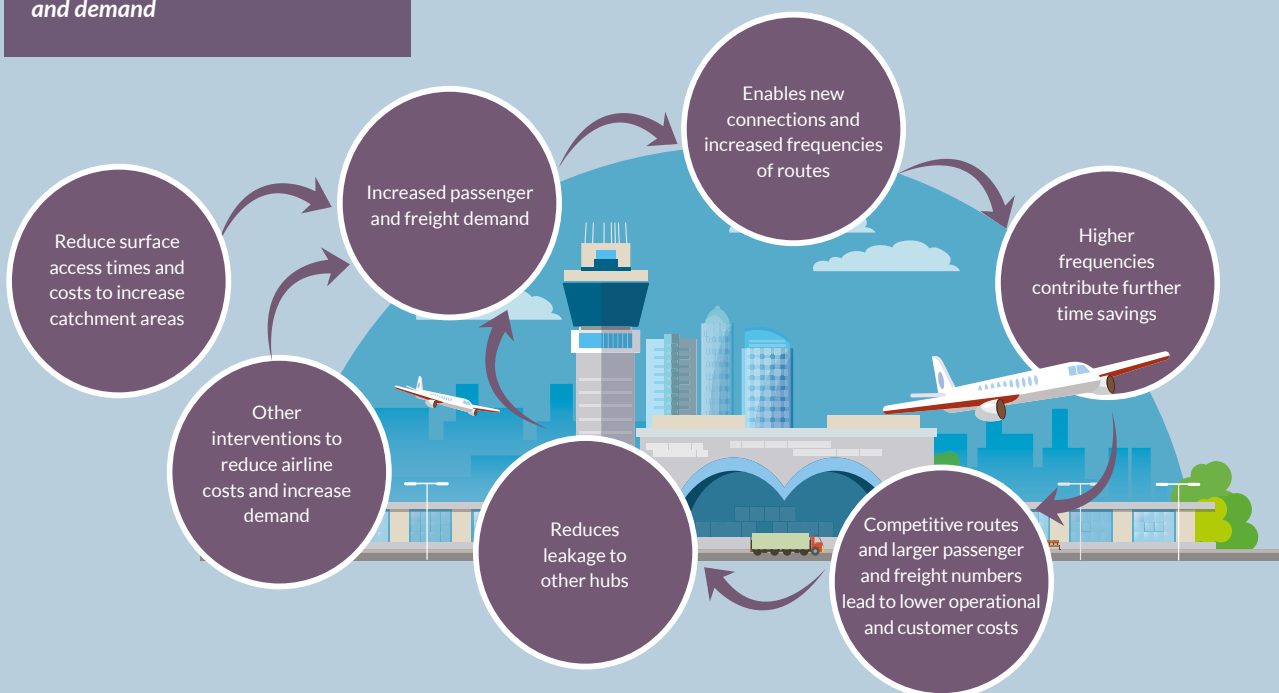 and demand
Reduce surface
access times and
costs to increase
catchment areas
Other
interventions to
reduce airline
costs and increase
demand
Increased passenger
and freight demand
Enables new
connections and
increased frequencies
of routes
Higher
frequencies
contribute further
time savings
Competitive routes
and larger passenger
and freight numbers
lead to lower operational
and customer costs
Reduces
leakage to
other hubs